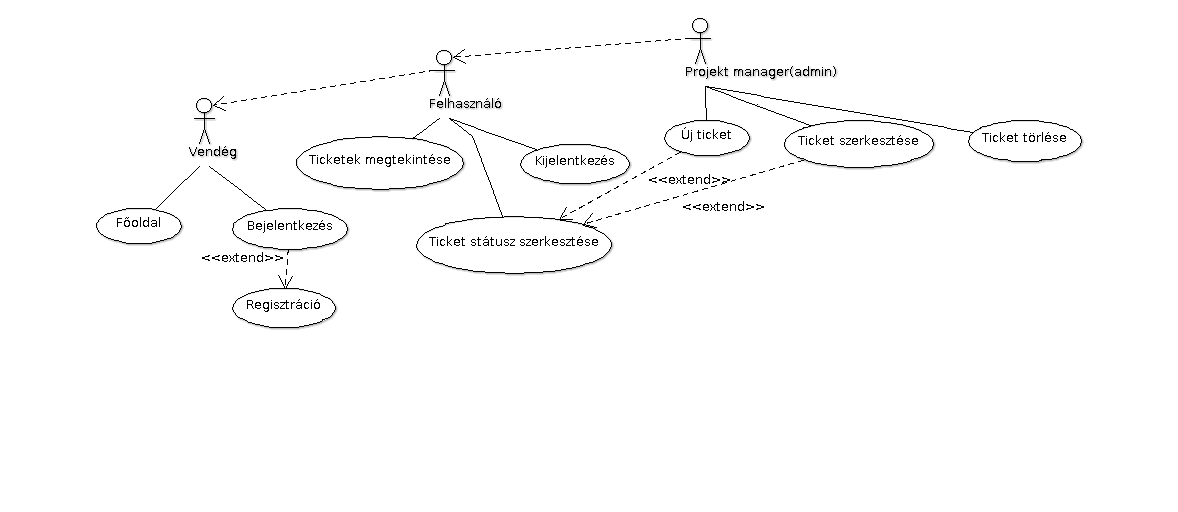 Projekt manager(admin)
Felhasználó
Vendég
Új ticket
Ticket szerkesztése
Ticket törlése
Ticketek megtekintése
Kijelentkezés
<<extend>>
<<extend>>
Főoldal
Bejelentkezés
Ticket státusz szerkesztése
<<extend>>
Regisztráció